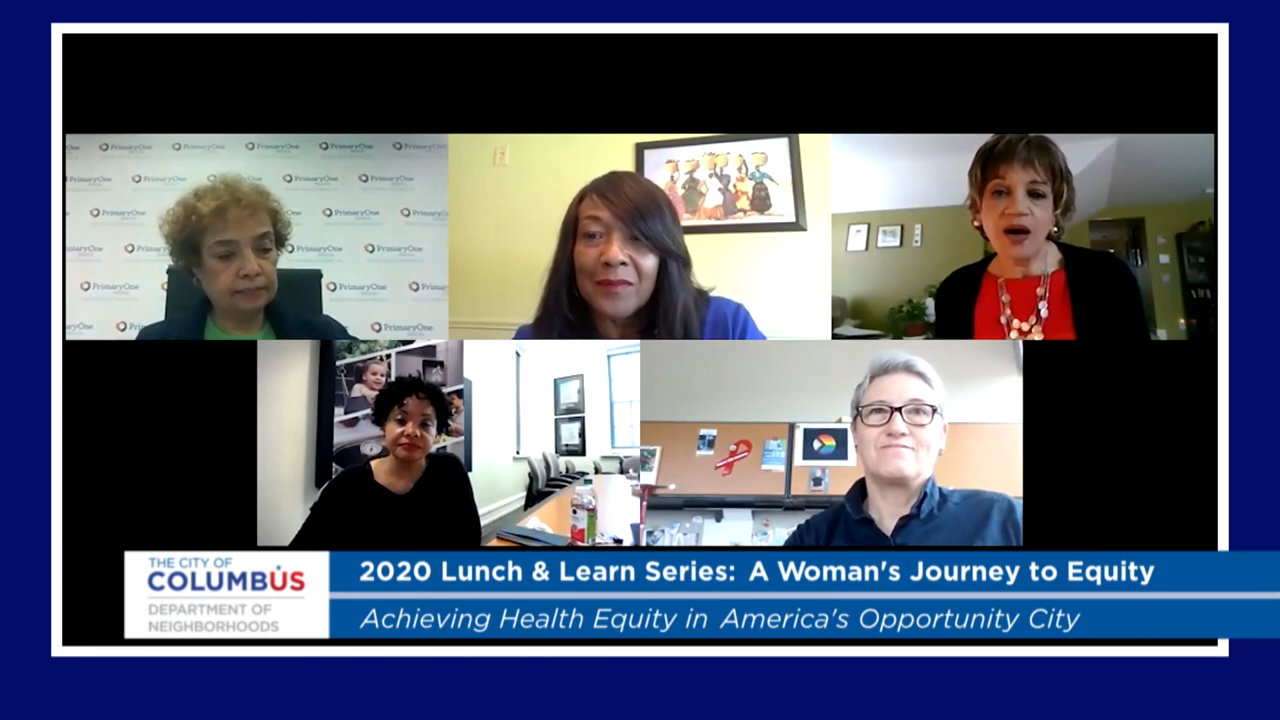 PrimaryOne
THE CITY OF
COLUMBUS
DEPARTMENT OF
NEIGHBORHOODS
2020 Lunch & Learn Series: A Woman's Journey to Equity
Achieving Health Equity in America's Opportunity City